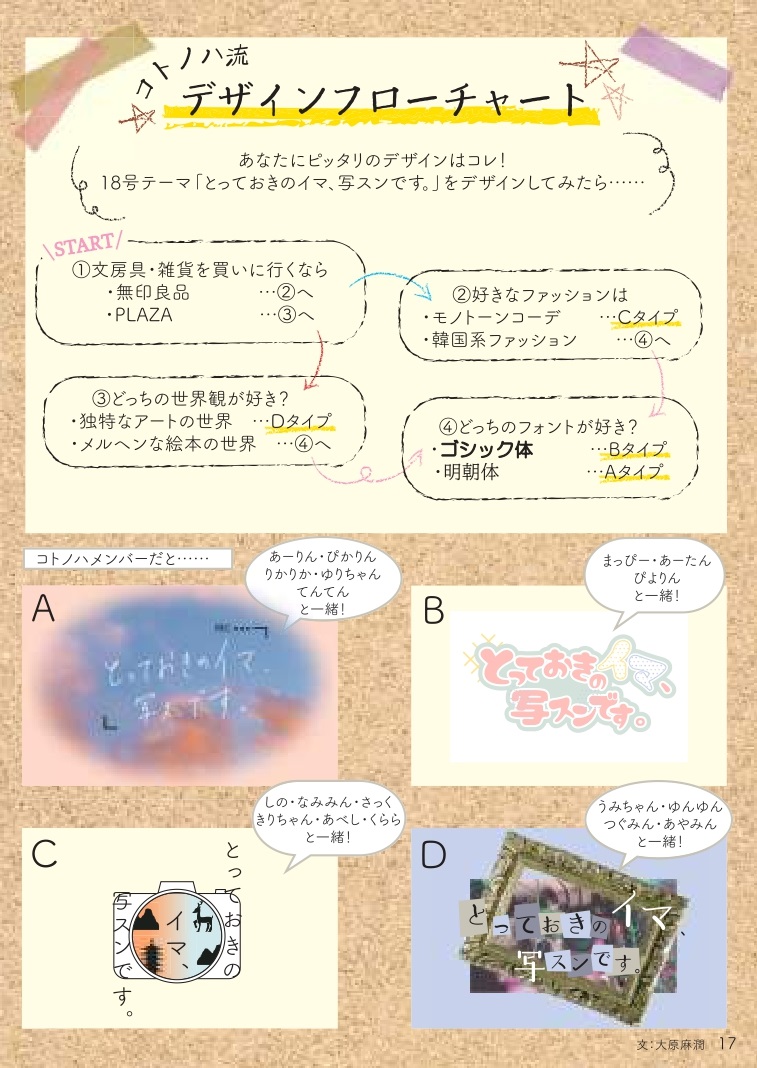 コトノハ流
デザインフローチャート
あなたにピッタリのデザインはコレ！
18号テーマ「とっておきのイマ、写スンです。」をデザインしてみたら……
START
①文房具・雑貨を買いに行くなら
・無印良品　…②へ
・PLAZA　…③へ
②好きなファッションは
・モノトーンコーデ　…Cタイプ
・韓国系ファッション　…④へ
③どっちの世界観が好き？
・独特なアートの世界　…Dタイプ
・メルヘンな絵本の世界　…④へ
④どっちのフォントが好き？
・ゴシック体　…Bタイプ
・明朝体　…Aタイプ
コトノハメンバーだと……
あーりん・ぴかりん
りかりか・ゆりちゃん
てんてん
と一緒！
A
とっておきのイマ、
写スンです。
まっぴー・あーたん
ぴよりん
と一緒！
B
とっておきのイマ、
写スンです。
しの・なみみん・さっく
きりちゃん・あべし・くらら
と一緒！
C
とっておきの
イマ、
写スンです。
うみちゃん・ゆんゆん
つぐみん・あやみん
と一緒！
D
とっておきのイマ、
写スンです。
文：大原麻潤　17